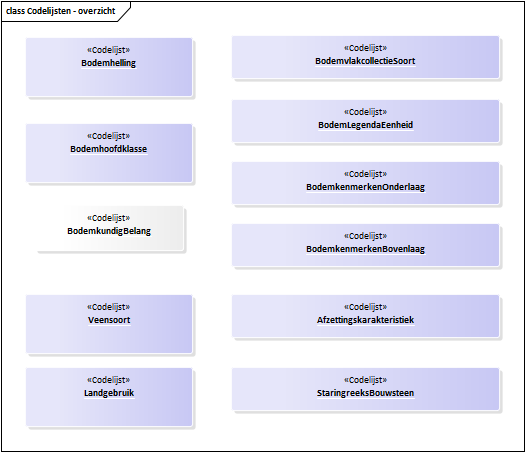 class Codelijsten - overzicht
«Codelijst»
Bodemhelling
«Codelijst»
Bodemhoofdklasse
«Codelijst»
BodemkundigBelang
«Codelijst»
Veensoort
«Codelijst»
Landgebruik
«Codelijst»
BodemvlakcollectieSoort
«Codelijst»
BodemLegendaEenheid
«Codelijst»
BodemkenmerkenOnderlaag
«Codelijst»
BodemkenmerkenBovenlaag
«Codelijst»
Afzettingskarakteristiek
«Codelijst»
StaringreeksBouwsteen